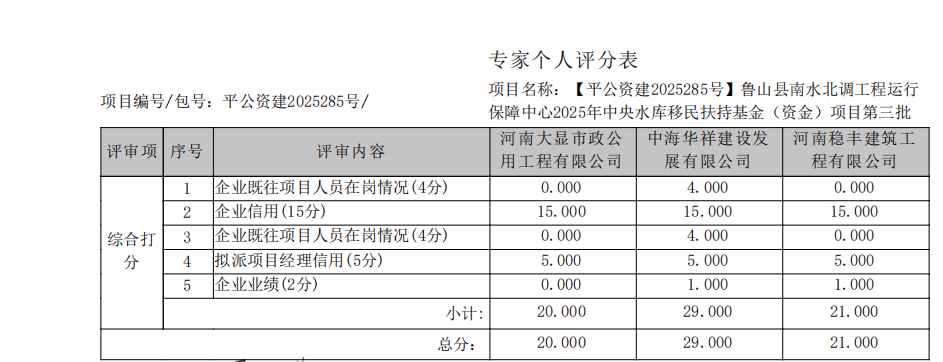 专家个人评分表
项目编号/包号: 平公资建2025285号/
项目名称: 【平公资建2025285号】鲁山县南水北调工程运行
保障中心2025年中央水库移民扶持基金（资金）项目第三批
评审项 序号 评审内容 河南大显市政公用工程有限公司 中海华祥建设发展有限公司 河南稳丰建筑工程有限公司
综合打分
1 企业既往项目人员在岗情况(4分) 0.000 4.000 0.000
2 企业信用(15分) 15.000 15.000 15.000
3 企业既往项目人员在岗情况(4分) 0.000 4.000 0.000
4 拟派项目经理信用(5分) 5.000 5.000 5.000
5 企业业绩(2分) 0.000 1.000 1.000
小计: 20.000 29.000 21.000
总分: 20.000 29.000 21.000